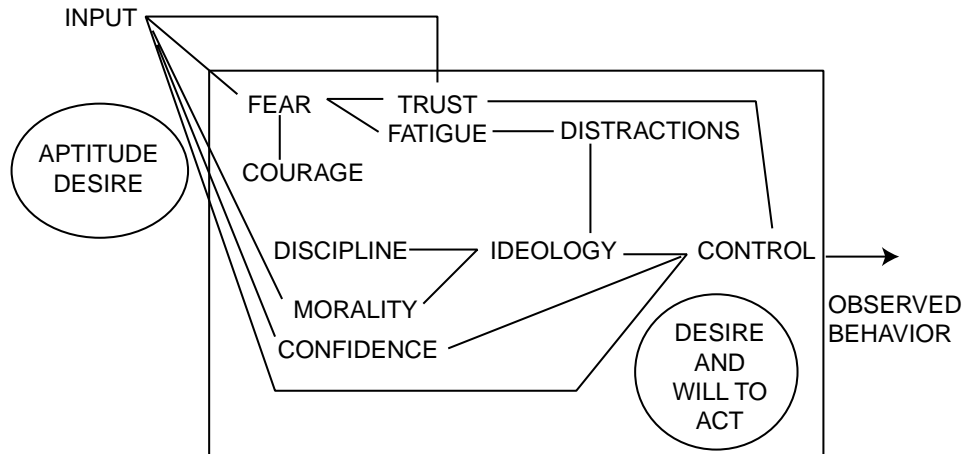 INPUT
FEAR
TRUST
FATIGUE
DISTRACTIONS
APTITUDE
DESIRE
COURAGE
DISCIPLINE
IDEOLOGY
CONTROL
MORALITY
CONFIDENCE
OBSERVED
BEHAVIOR
DESIRE
AND
WILL TO
ACT